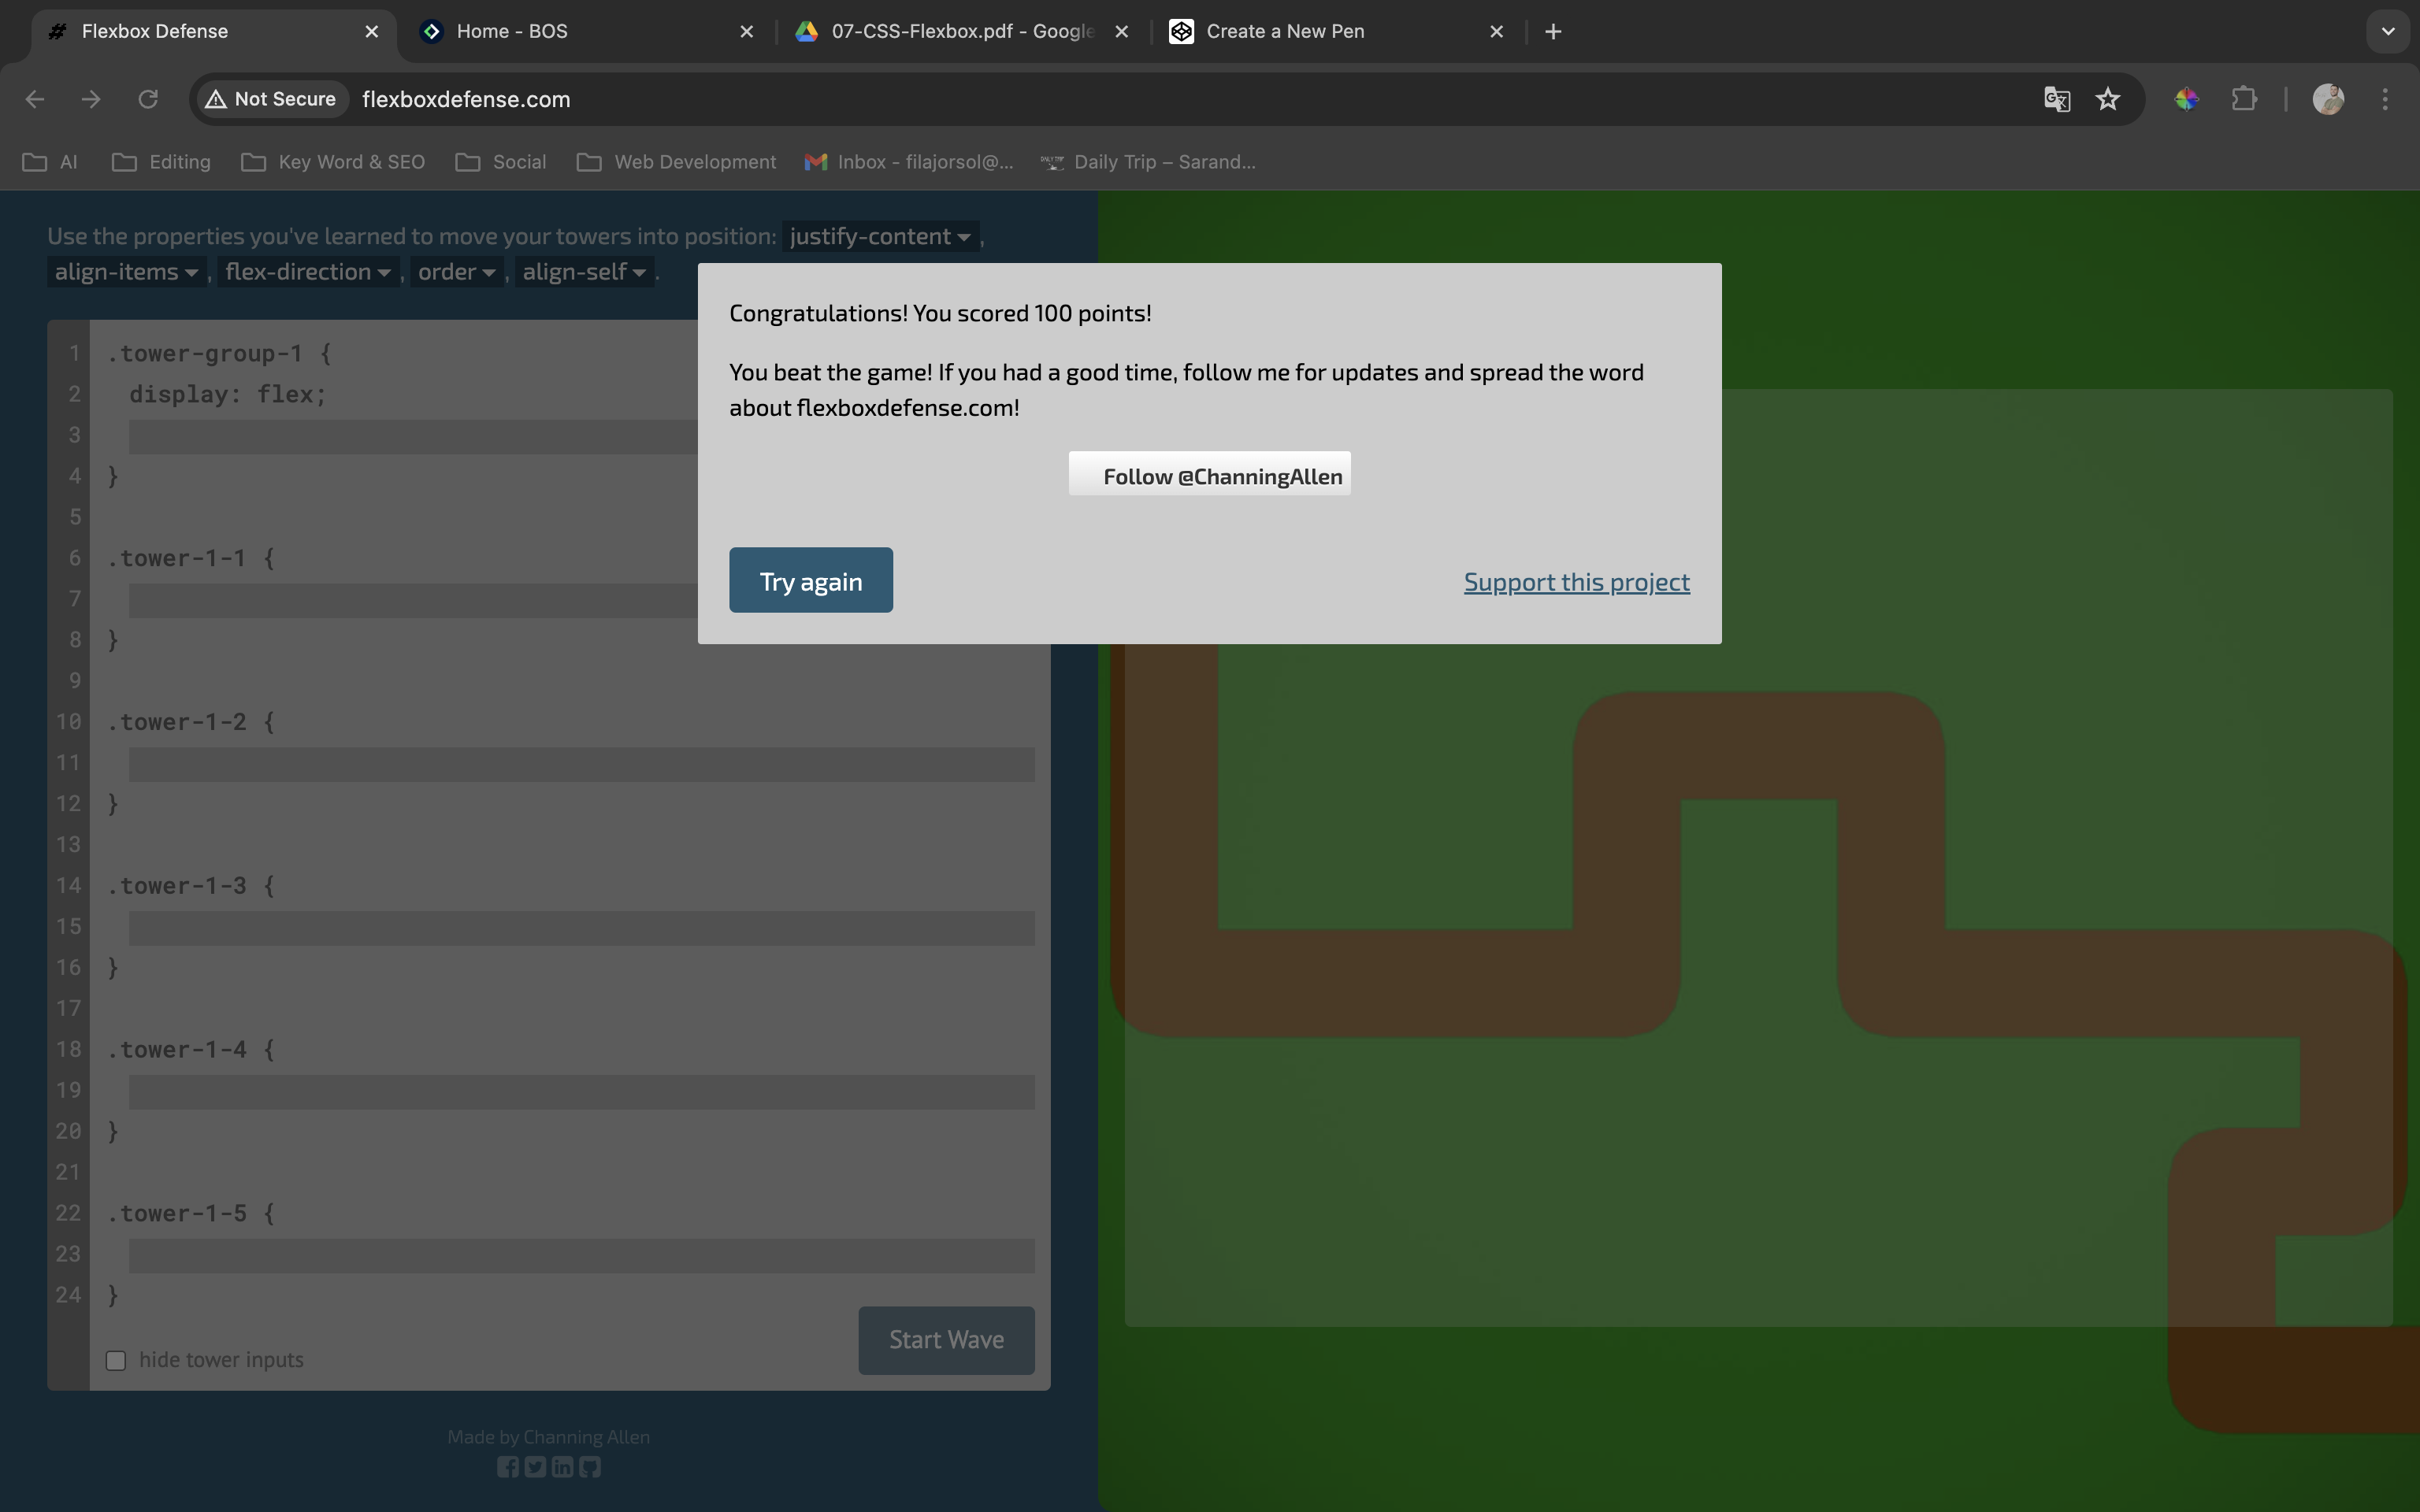 Flexbox Defense
Home - BOS
07-CSS-Flexbox.pdf - Google
Create a New Pen
Not Secure
flexboxdefense.com
AI
Editing
Key Word & SEO
Social
Web Development
Inbox - filajorsol@...
Daily Trip – Sarand...
Use the properties you've learned to move your towers into position: justify-content ,
align-items , flex-direction , order , align-self .
Congratulations! You scored 100 points!
You beat the game! If you had a good time, follow me for updates and spread the word
about flexboxdefense.com!
Follow @ChanningAllen
Try again
Support this project
1 .tower-group-1 {
2 display: flex;
3
4 }
5
6 .tower-1-1 {
7
8 }
9
10 .tower-1-2 {
11
12 }
13
14 .tower-1-3 {
15
16 }
17
18 .tower-1-4 {
19
20 }
21
22 .tower-1-5 {
23
24 }
hide tower inputs
Start Wave
Made by Channing Allen